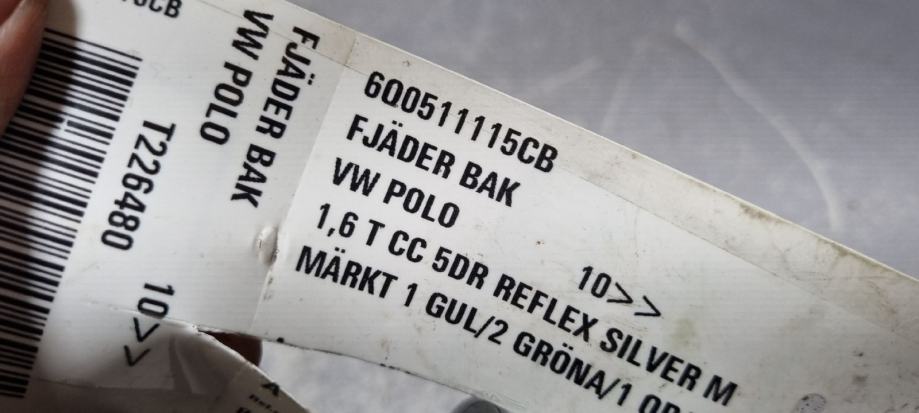 6Q0511115CB
FJÄDER BAK
VW POLO 10>>
1,6 T CC 5DR REFLEX SILVER M
MÄRKT 1 GUL/2 GRÖNA/1
FJÄDER BAK
VW POLO
T226480 10>>